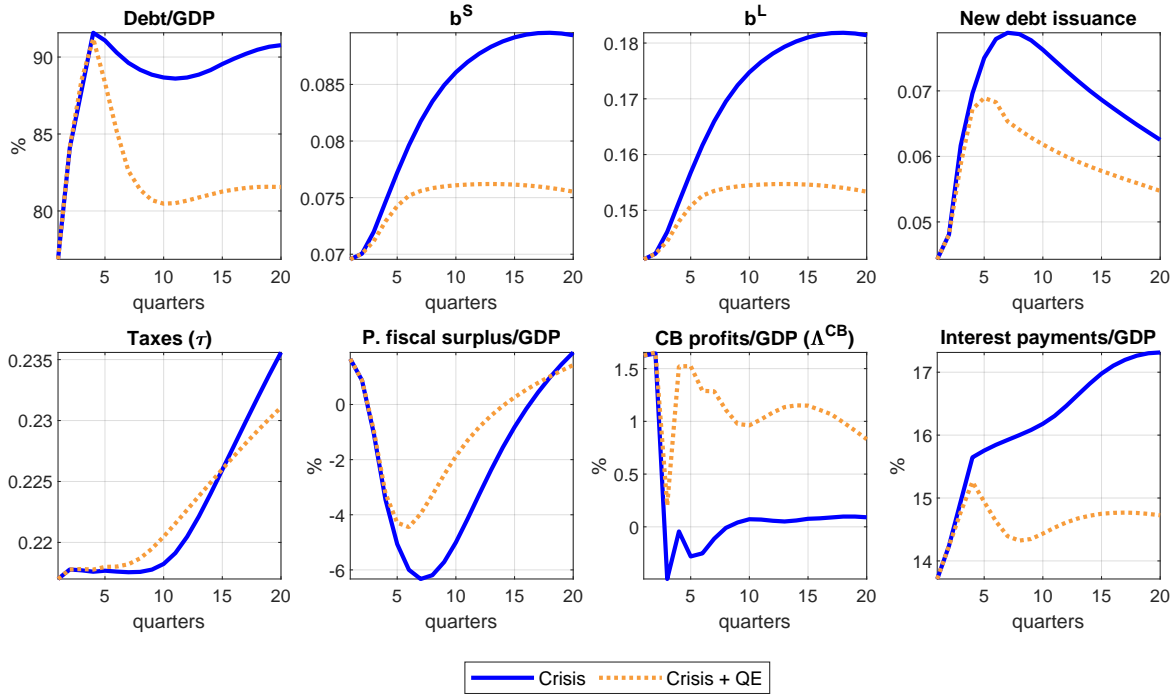 Debt/GDP
%
90
85
80
5 10 15 20
quarters
b^S
0.085
0.08
0.075
0.07
5 10 15 20
quarters
b^L
0.18
0.17
0.16
0.15
5 10 15 20
quarters
New debt issuance
0.07
0.06
0.05
5 10 15 20
quarters
Taxes (τ)
0.235
0.23
0.225
0.22
5 10 15 20
quarters
P. fiscal surplus/GDP
%
0
-2
-4
-6
5 10 15 20
quarters
CB profits/GDP (Λ^CB)
%
1.5
1
0.5
0
5 10 15 20
quarters
Interest payments/GDP
%
17
16
15
14
5 10 15 20
quarters
Crisis Crisis + QE